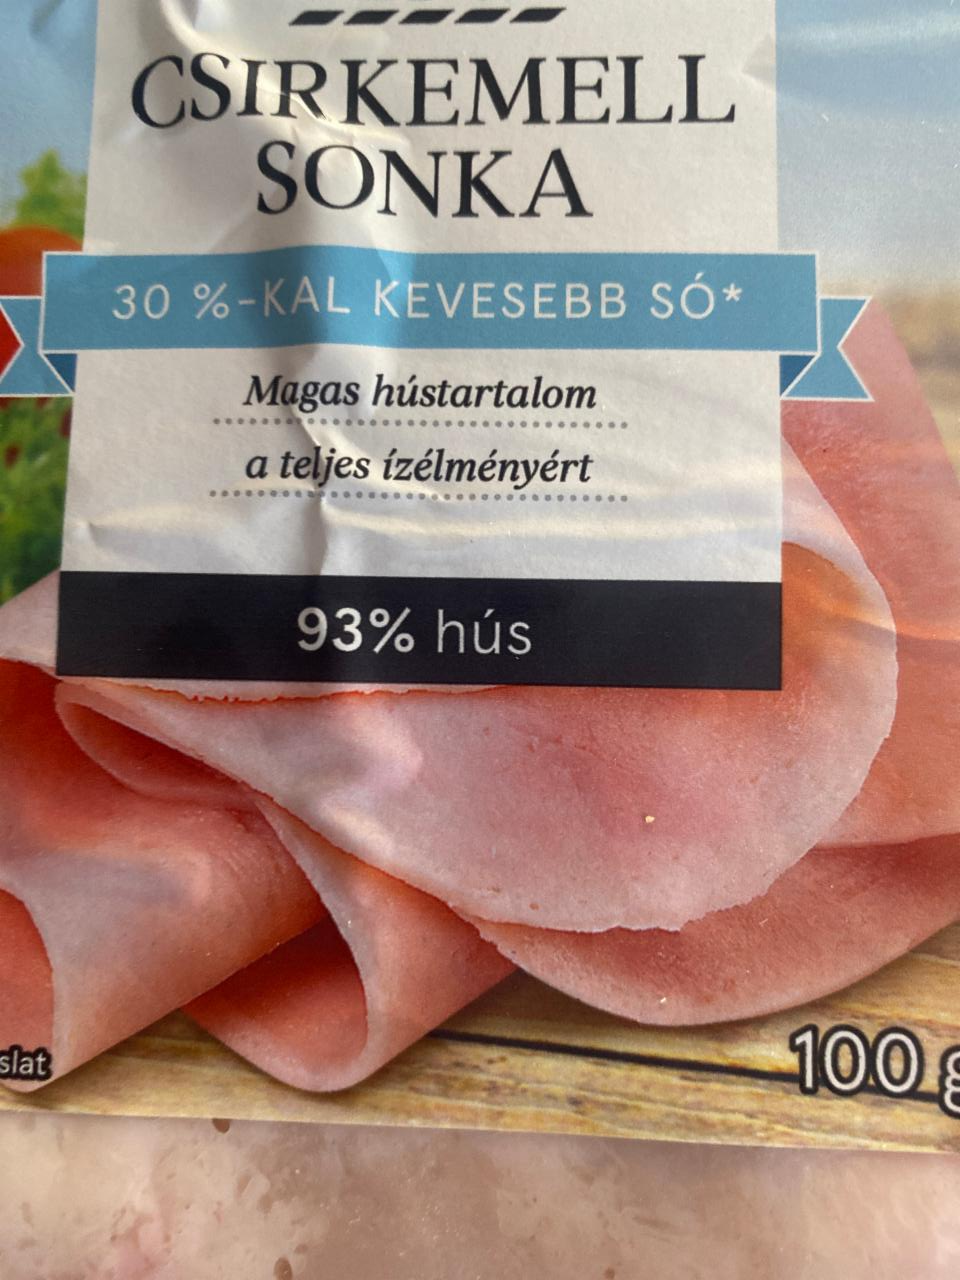 CSIRKEMELL
SONKA
30 %-KAL KEVESEBB SÓ*
Magas hústartalom
a teljes ízélményért
93% hús
slat
100 g